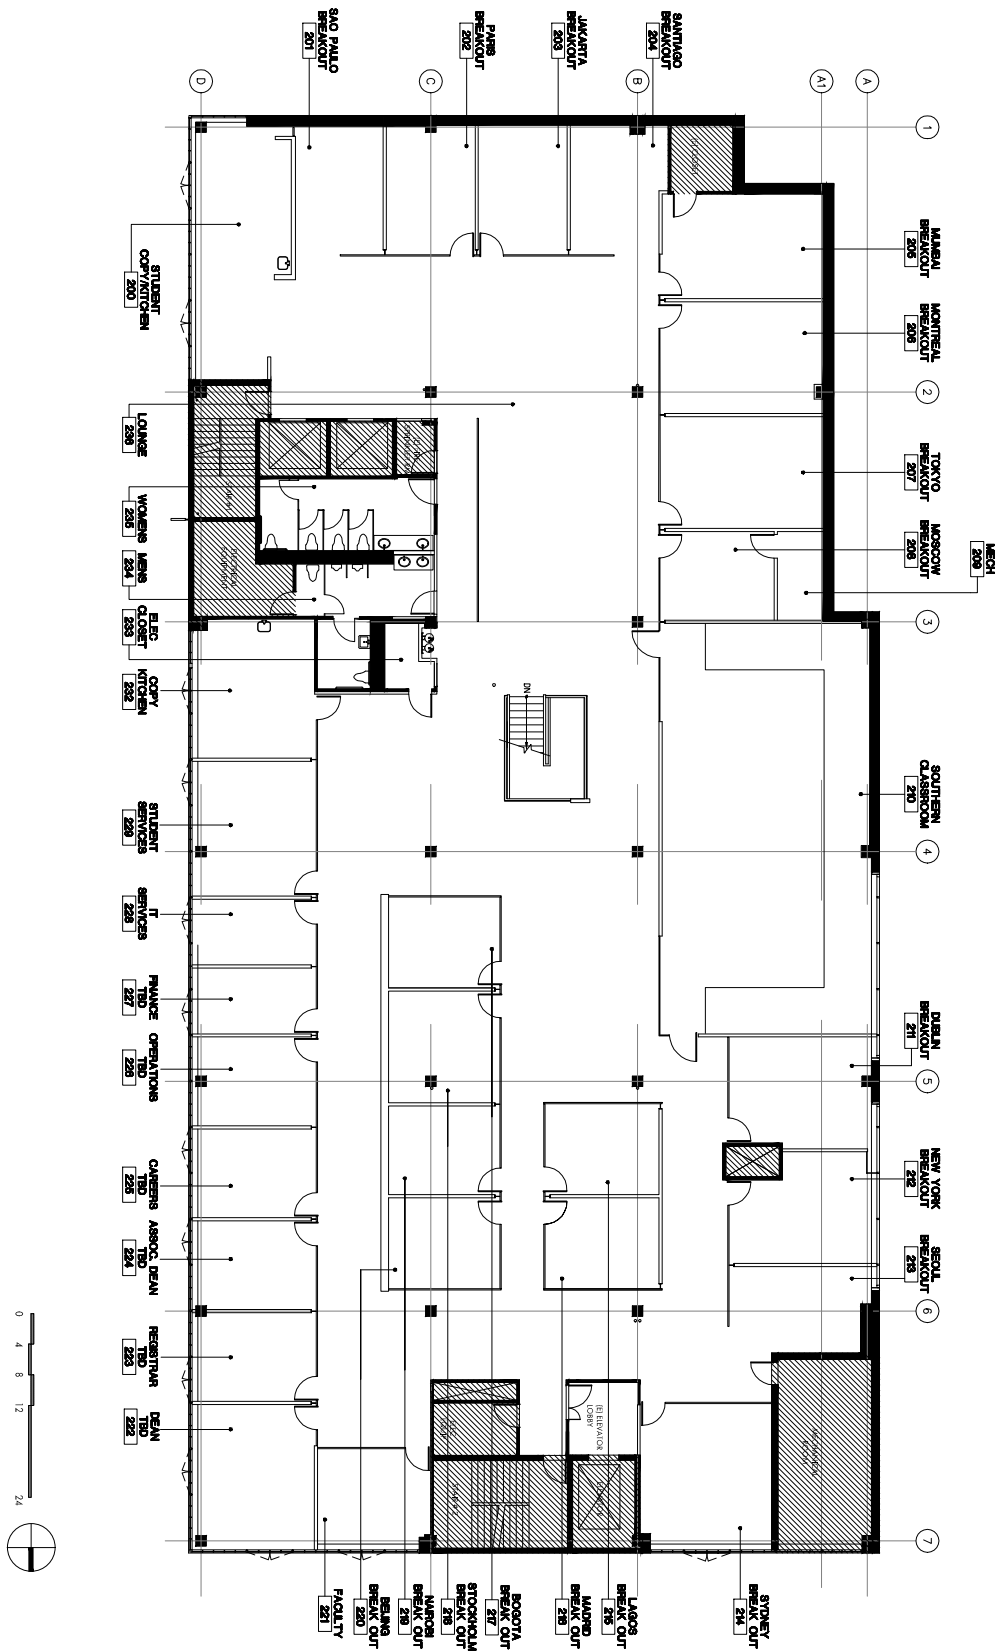 SAO PAULO
BREAKOUT
201
PARIS
BREAKOUT
202
JAKARTA
BREAKOUT
203
SANTIAGO
BREAKOUT
204
D
C
B
A1
A
1
2
3
4
5
6
7
MUMBAI
BREAKOUT
205
MONTREAL
BREAKOUT
206
TOKYO
BREAKOUT
207
MOSCOW
BREAKOUT
208
MECH
209
SOUTHERN
CLASSROOM
210
DUBLIN
BREAKOUT
211
NEW YORK
BREAKOUT
212
SEOUL
BREAKOUT
213
STUDENT
COPY/KITCHEN
200
LOUNGE
236
WOMENS
235
MENS
234
ELEC
CLOSET
233
COPY
KITCHEN
232
STUDENT
SERVICES
229
IT
SERVICES
228
FINANCE
TBD
227
OPERATIONS
TBD
226
CAREERS
TBD
225
ASSOC. DEAN
TBD
224
REGISTRAR
TBD
223
DEAN
TBD
222
FACULTY
221
BEIJING
BREAK OUT
220
NAIROBI
BREAK OUT
219
STOCKHOLM
BREAK OUT
218
BOGOTA
BREAK OUT
217
MADRID
BREAK OUT
216
LAGOS
BREAK OUT
215
SYDNEY
BREAK OUT
214
DN
(E) ELEVATOR
LOBBY
MECHANICAL
ROOM
0
4
8
12
24